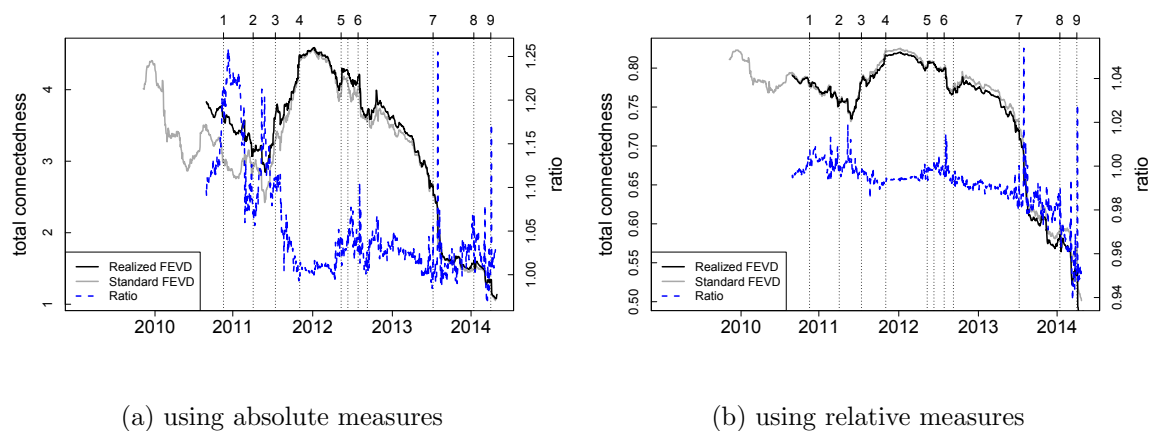 1 2 3 4 5 6 7 8 9
total connectedness
4
3
2
1
1.25
1.20
1.15
1.10
1.05
1.00
ratio
Realized FEVD
Standard FEVD
Ratio
2010 2011 2012 2013 2014
(a) using absolute measures
1 2 3 4 5 6 7 8 9
total connectedness
0.80
0.75
0.70
0.65
0.60
0.55
0.50
1.04
1.02
1.00
0.98
0.96
0.94
ratio
Realized FEVD
Standard FEVD
Ratio
2010 2011 2012 2013 2014
(b) using relative measures